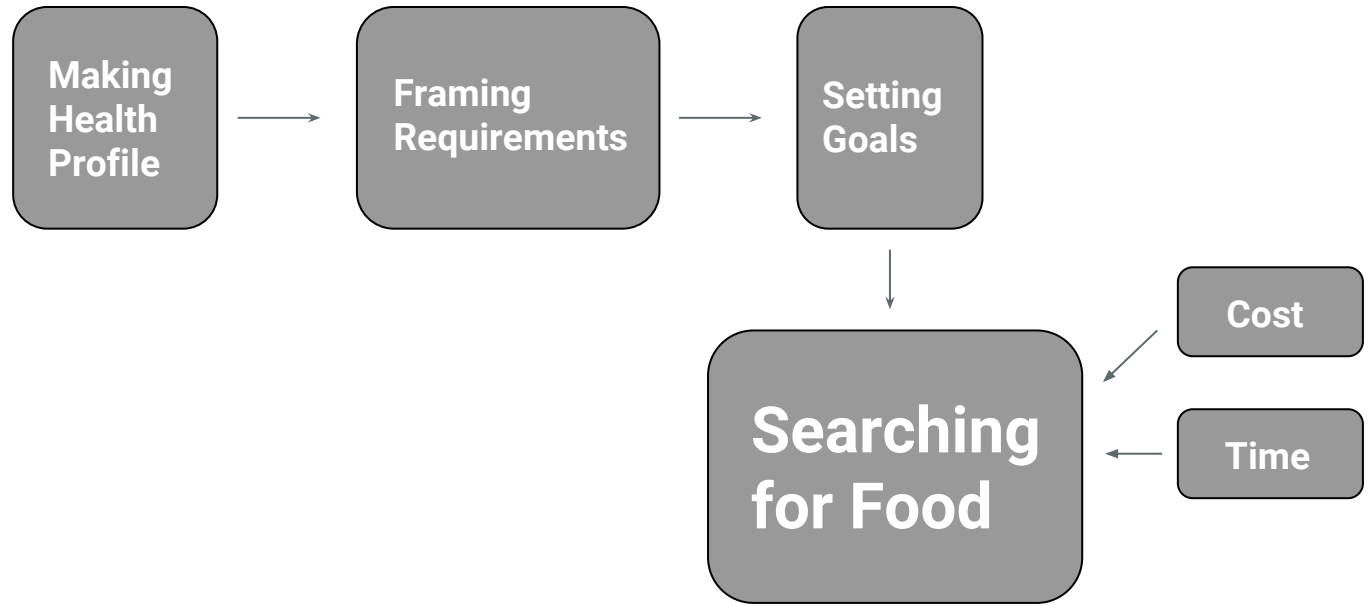 Making
Health
Profile
Framing
Requirements
Setting
Goals
Searching
for Food
Cost
Time